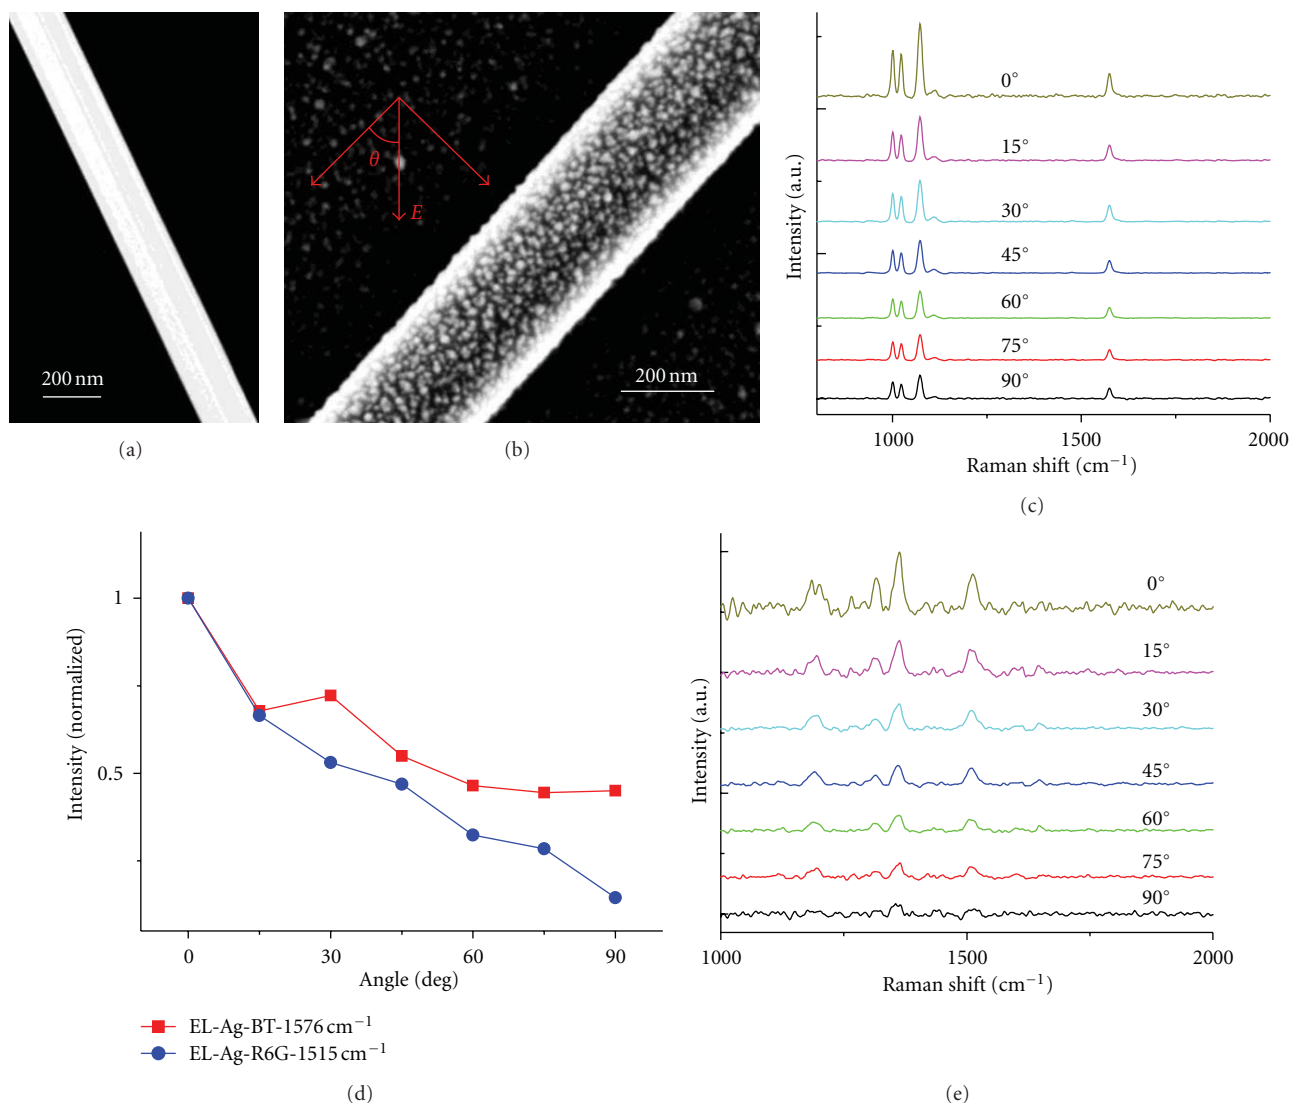 200 nm
(a)
θ
E
200 nm
(b)
Intensity (a.u.)
0°
15°
30°
45°
60°
75°
90°
1000 1500 2000
Raman shift (cm⁻¹)
(c)
Intensity (normalized)
1
0.5
0 30 60 90
Angle (deg)
EL-Ag-BT-1576 cm⁻¹
EL-Ag-R6G-1515 cm⁻¹
(d)
Intensity (a.u.)
0°
15°
30°
45°
60°
75°
90°
1000 1500 2000
Raman shift (cm⁻¹)
(e)